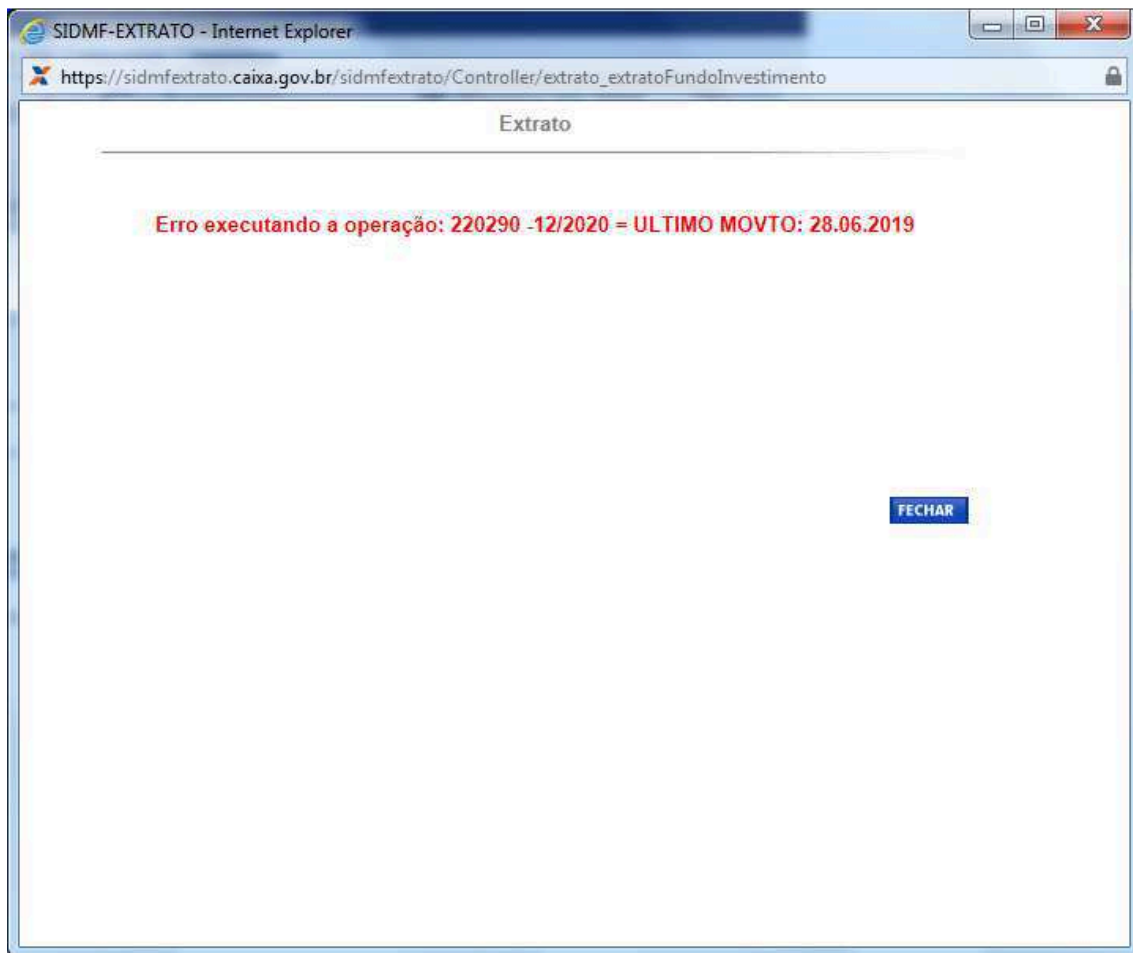 SIDMF-EXTRATO - Internet Explorer
https://sidmfextrato.caixa.gov.br/sidmfextrato/Controller/extrato_extratoFundoInvestimento
Extrato
Erro executando a operação: 220290 -12/2020 = ULTIMO MOVTO: 28.06.2019
FECHAR